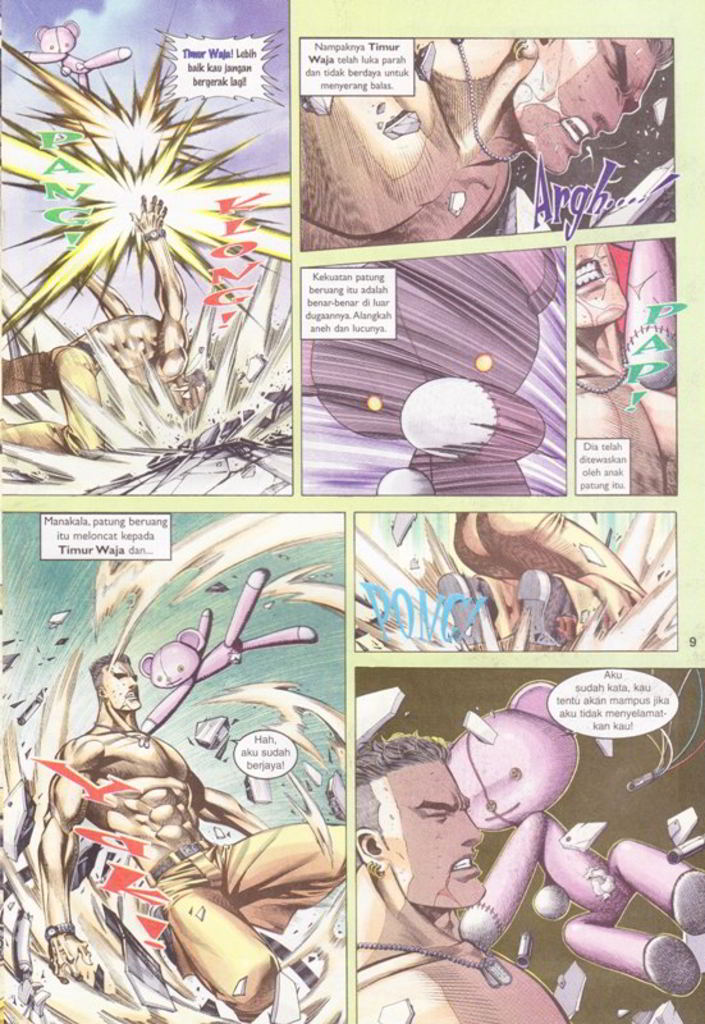 Timur Waja! Lebih
baik kau jangan
bergerak lagi!
PANG!
KLONG!
Nampaknya Timur
Waja telah luka parah
dan tidak berdaya untuk
menyerang balas.
Argh....!
Kekuatan patung
beruang itu adalah
benar-benar di luar
dugaannya. Alangkah
aneh dan lucunya.
PAP!
Dia telah
ditewaskan
oleh anak
patung itu.
Manakala, patung beruang
itu meloncat kepada
Timur Waja dan...
Hah,
aku sudah
berjaya!
YAKK!
PONG!
9
Aku
sudah kata, kau
tentu akan mampus jika
aku tidak menyelamat-
kan kau!